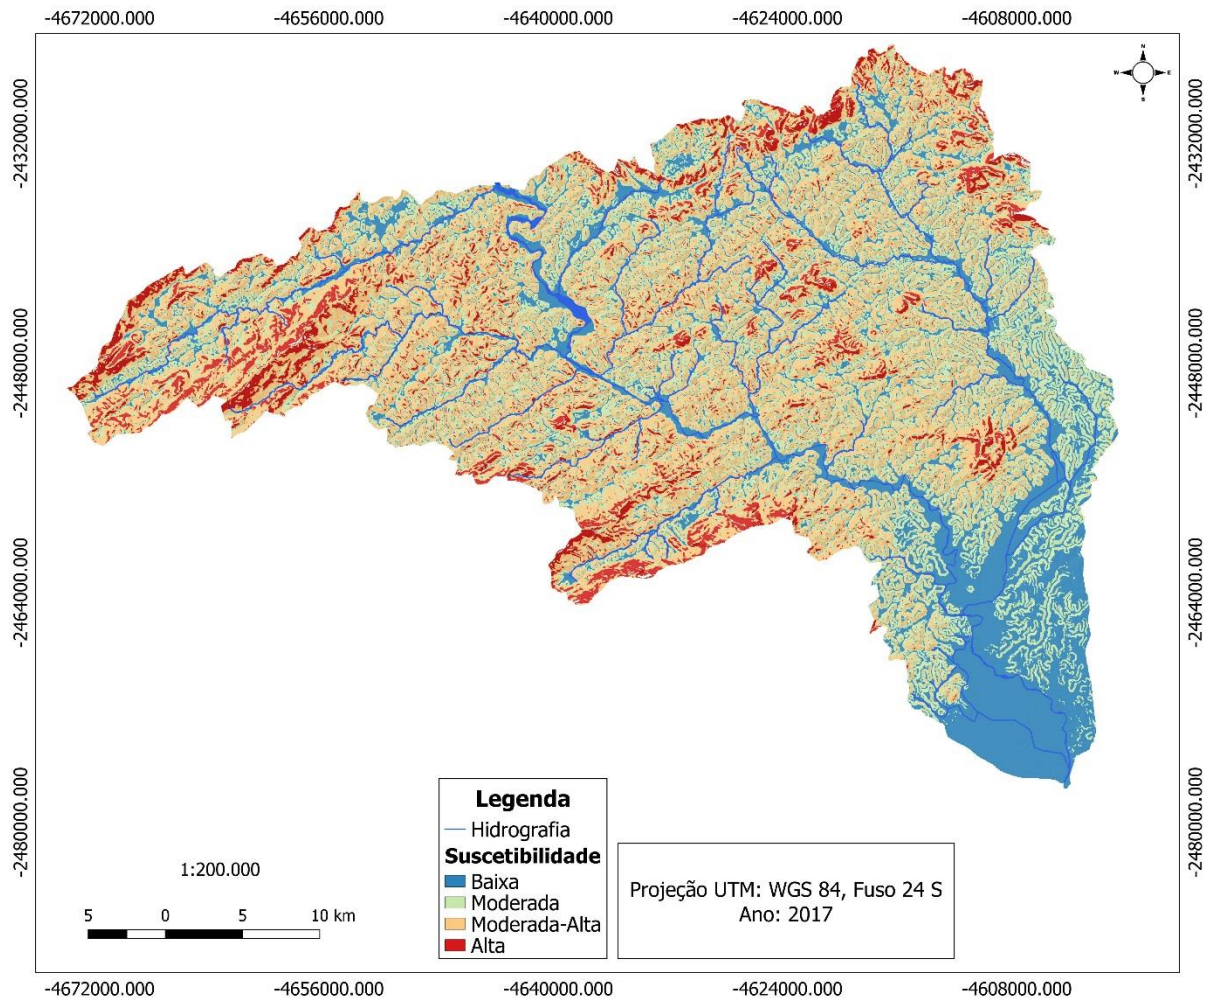 -4672000.000 -4656000.000 -4640000.000 -4624000.000 -4608000.000
N
W E
S
-2432000.000 -2432000.000
-2448000.000 -2448000.000
-2464000.000 -2464000.000
-2480000.000 -2480000.000
Legenda
Hidrografia
Suscetibilidade
Baixa
Moderada
Moderada-Alta
Alta
1:200.000
5 0 5 10 km
Projeção UTM: WGS 84, Fuso 24 S
Ano: 2017
-4672000.000 -4656000.000 -4640000.000 -4624000.000 -4608000.000